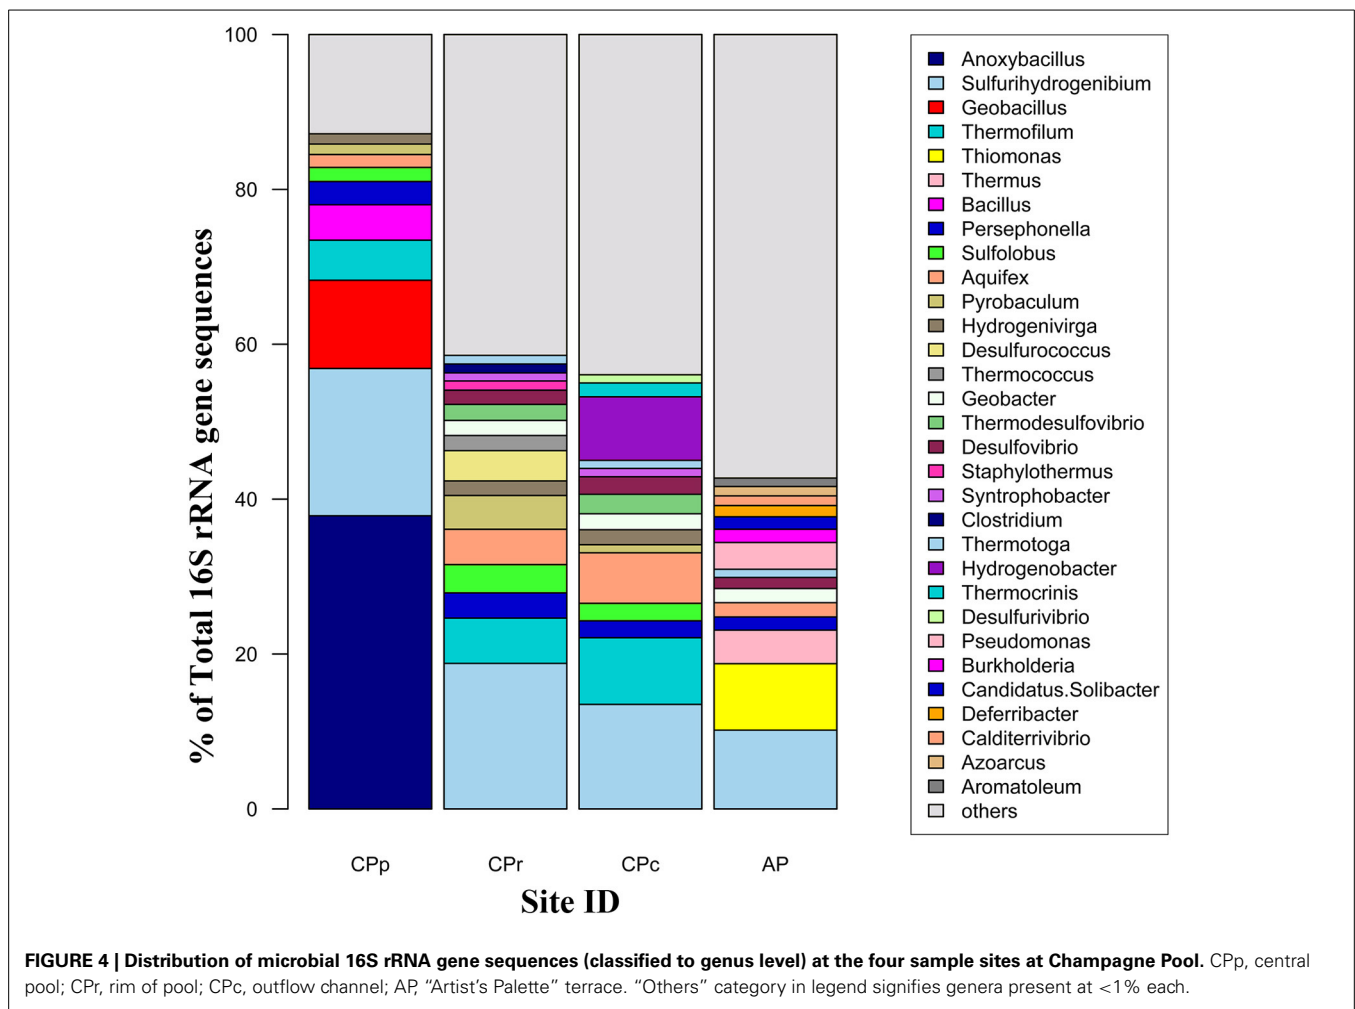 % of Total 16S rRNA gene sequences
100
80
60
40
20
0
CPp
CPr
CPc
AP
Site ID
Anoxybacillus
Sulfurihydrogenibium
Geobacillus
Thermofilum
Thiomonas
Thermus
Bacillus
Persephonella
Sulfolobus
Aquifex
Pyrobaculum
Hydrogenivirga
Desulfurococcus
Thermococcus
Geobacter
Thermodesulfovibrio
Desulfovibrio
Staphylothermus
Syntrophobacter
Clostridium
Thermotoga
Hydrogenobacter
Thermocrinis
Desulfurivibrio
Pseudomonas
Burkholderia
Candidatus.Solibacter
Deferribacter
Calditerrivibrio
Azoarcus
Aromatoleum
others
FIGURE 4 | Distribution of microbial 16S rRNA gene sequences (classified to genus level) at the four sample sites at Champagne Pool. CPp, central
pool; CPr, rim of pool; CPc, outflow channel; AP, “Artist’s Palette” terrace. “Others” category in legend signifies genera present at <1% each.